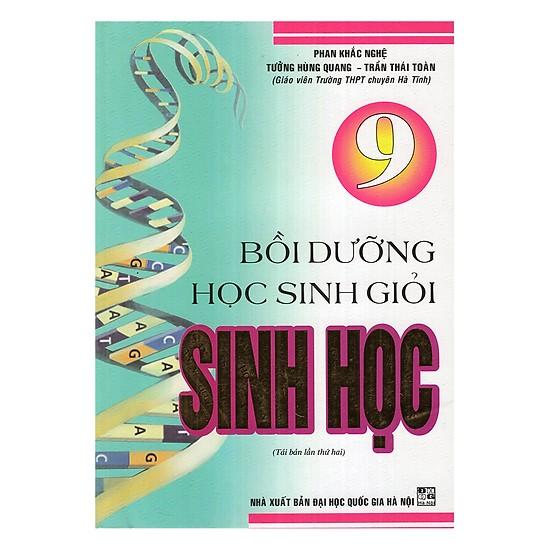 PHAN KHẮC NGHỆ
TƯỞNG HÙNG QUANG - TRẦN THÁI TOÀN
(Giáo viên Trường THPT chuyên Hà Tĩnh)
9
BỒI DƯỠNG
HỌC SINH GIỎI
SINH HỌC
(Tái bản lần thứ hai)
NHÀ XUẤT BẢN ĐẠI HỌC QUỐC GIA HÀ NỘI